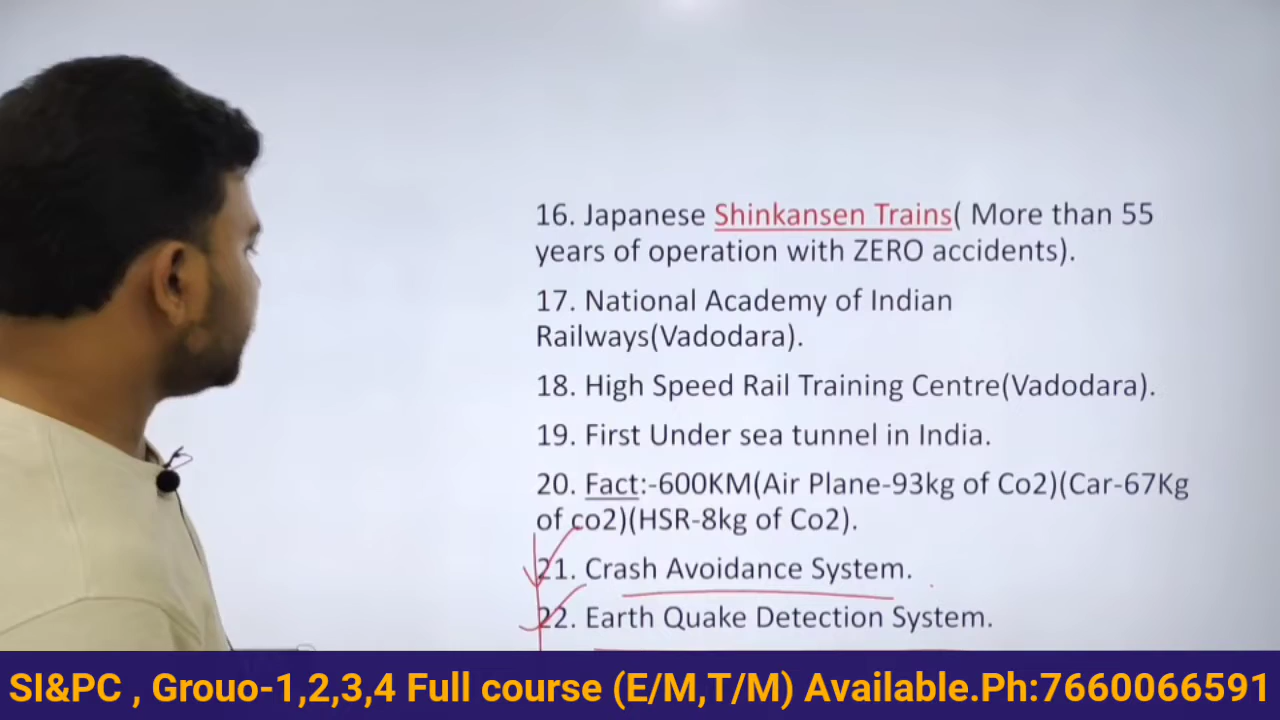 16. Japanese Shinkansen Trains( More than 55
years of operation with ZERO accidents).
17. National Academy of Indian
Railways(Vadodara).
18. High Speed Rail Training Centre(Vadodara).
19. First Under sea tunnel in India.
20. Fact:-600KM(Air Plane-93kg of Co2)(Car-67Kg
of co2)(HSR-8kg of Co2).
21. Crash Avoidance System.
22. Earth Quake Detection System.
SI&PC , Grouo-1,2,3,4 Full course (E/M,T/M) Available.Ph:7660066591